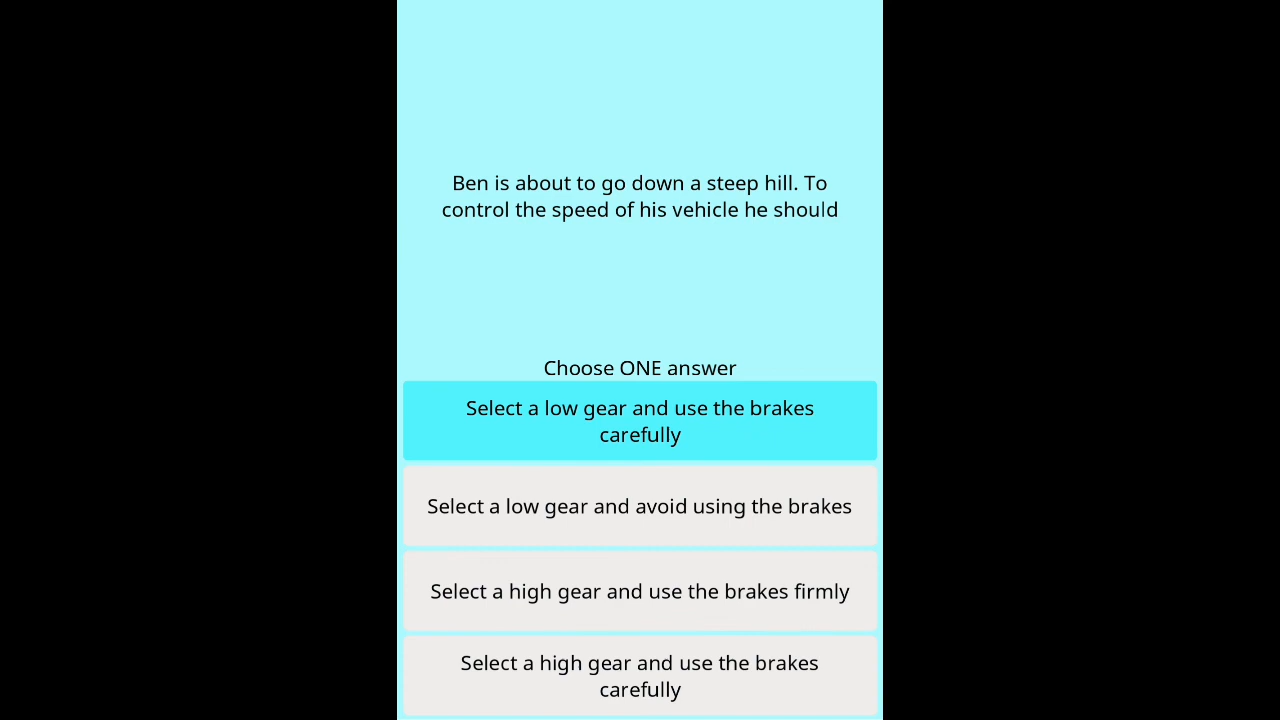 Ben is about to go down a steep hill. To
control the speed of his vehicle he should
Choose ONE answer
Select a low gear and use the brakes
carefully
Select a low gear and avoid using the brakes
Select a high gear and use the brakes firmly
Select a high gear and use the brakes
carefully